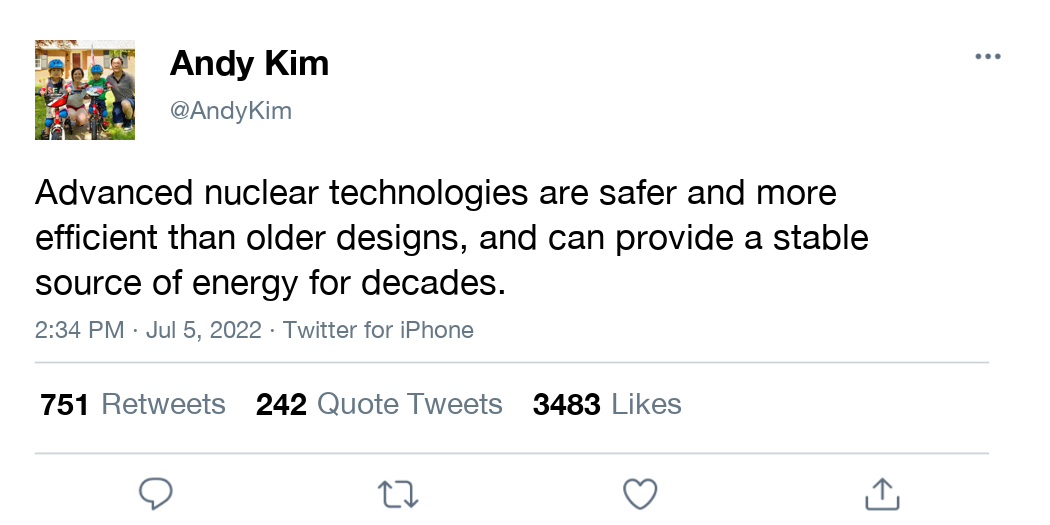 Andy Kim
@AndyKim
Advanced nuclear technologies are safer and more
efficient than older designs, and can provide a stable
source of energy for decades.
2:34 PM · Jul 5, 2022 · Twitter for iPhone
751 Retweets 242 Quote Tweets 3483 Likes